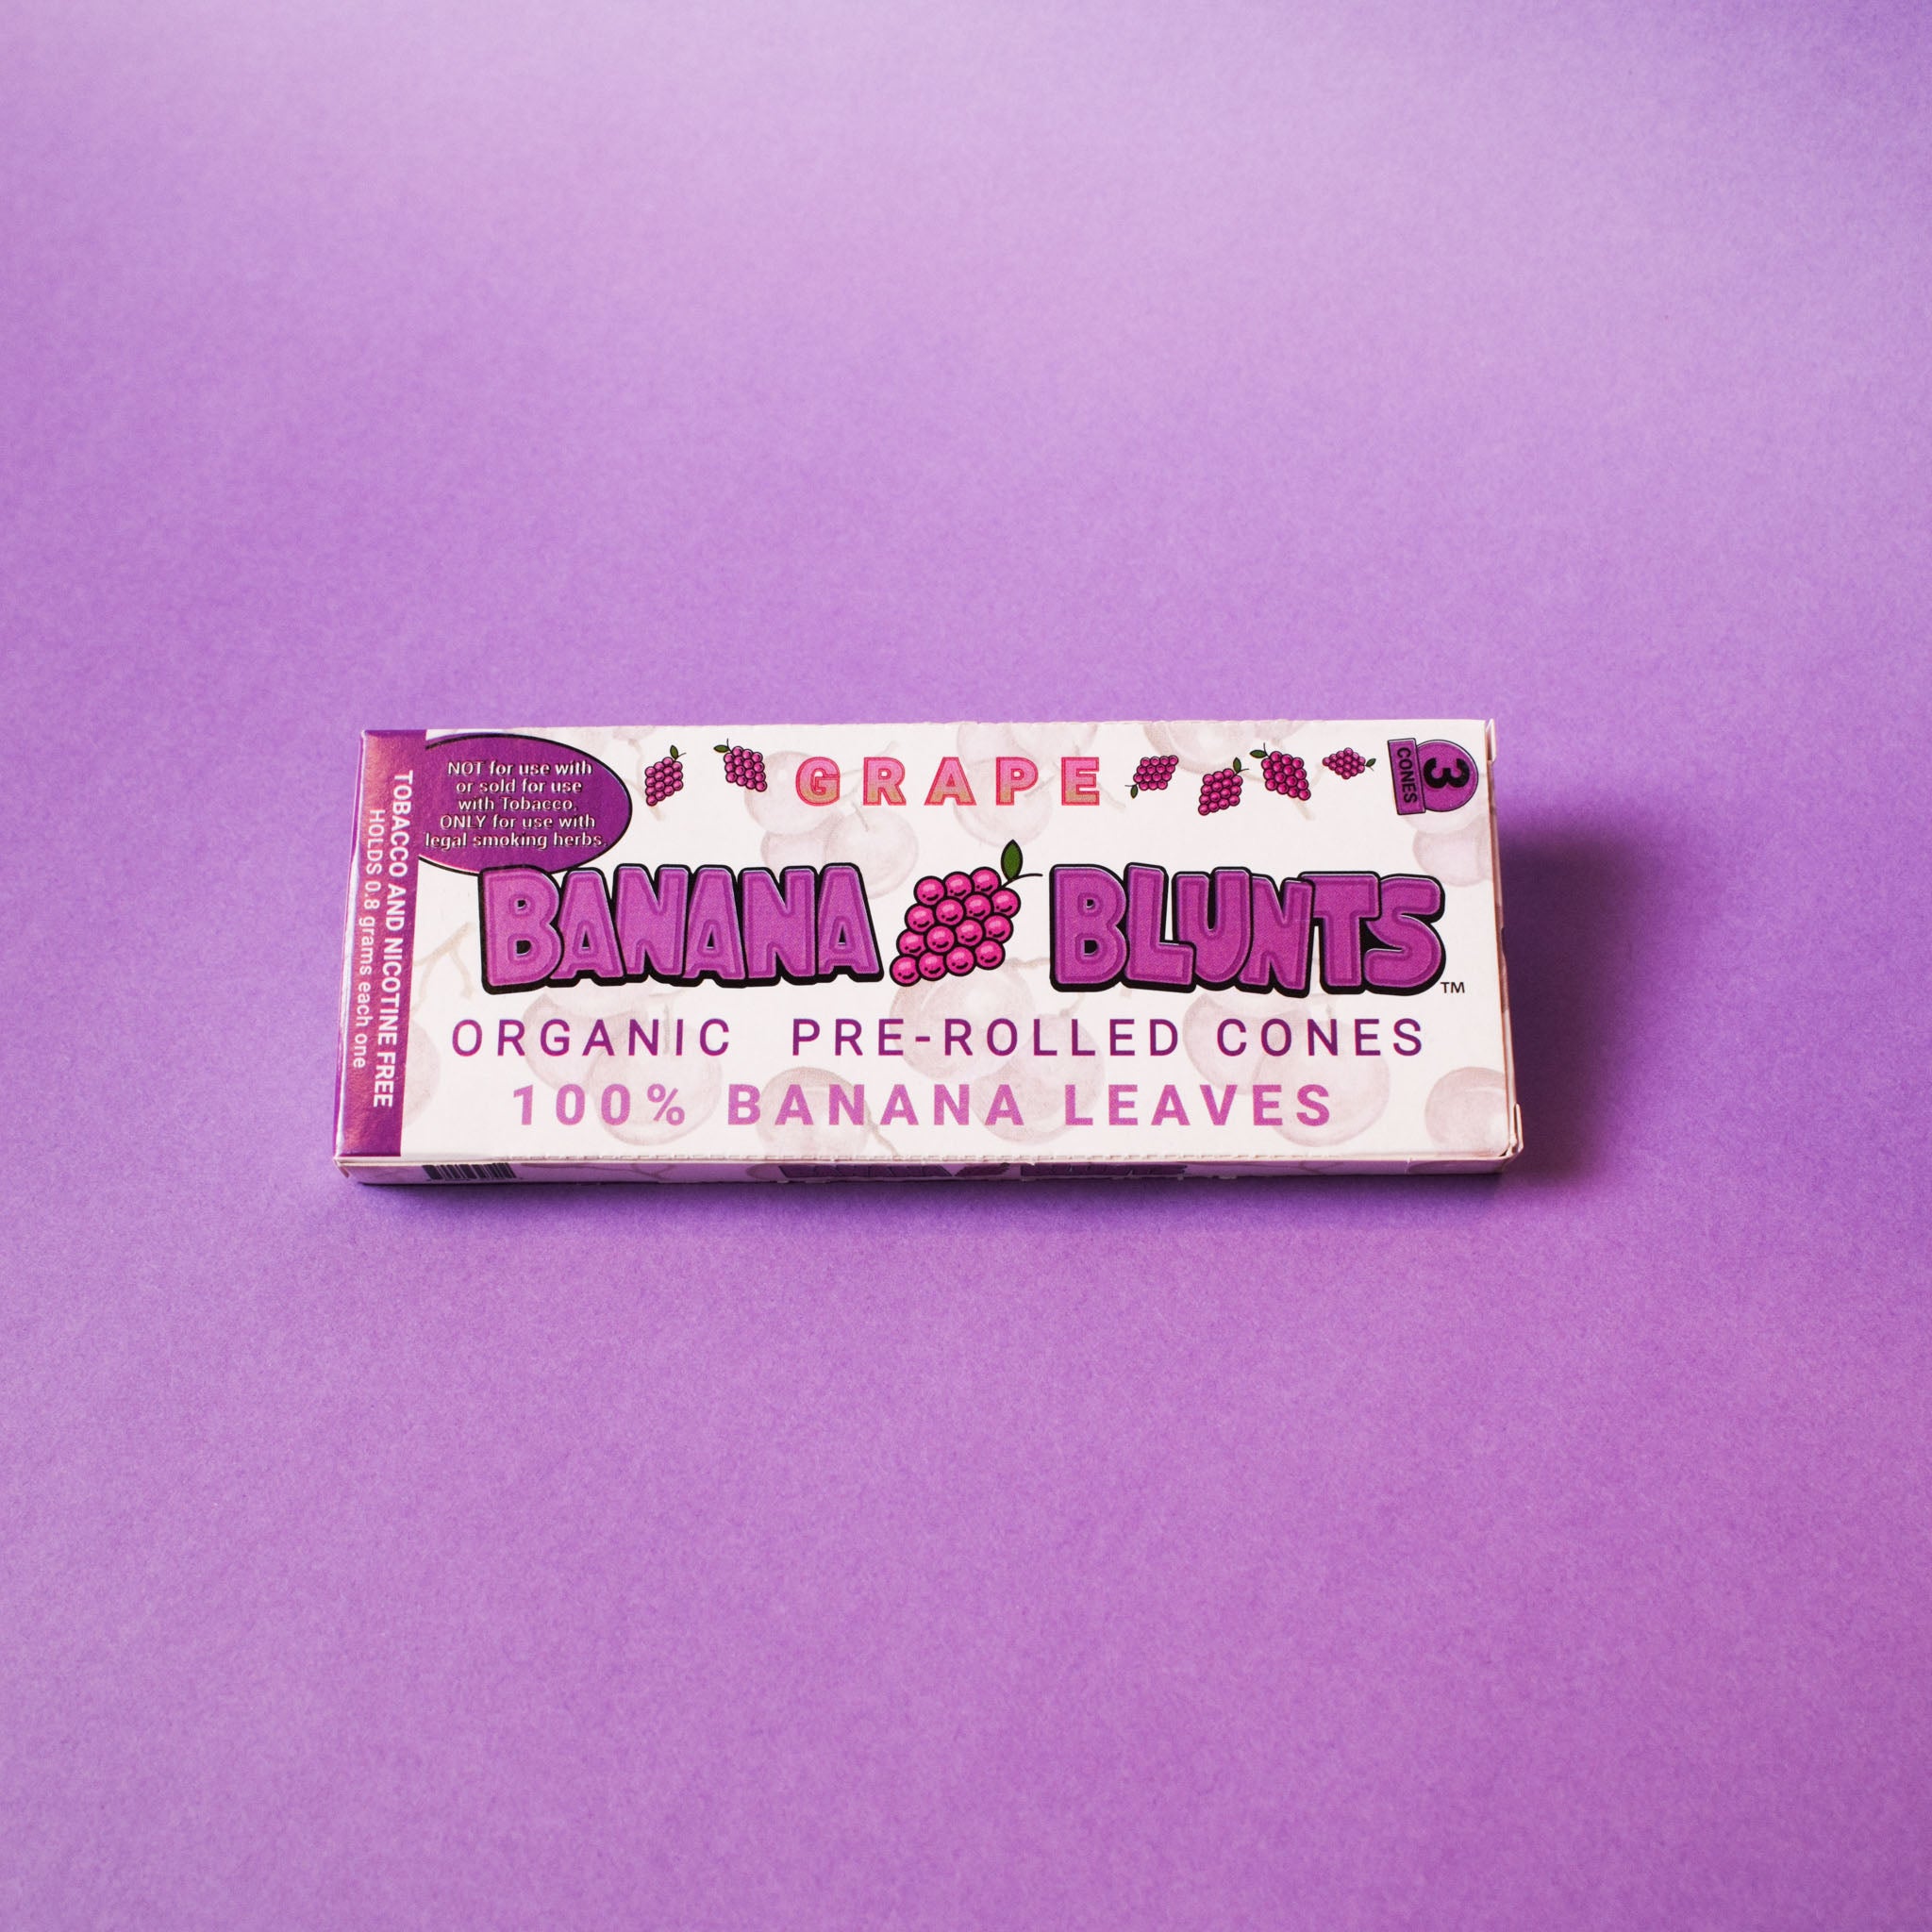 NOT for use with
or sold for use
with Tobacco.
ONLY for use with
legal smoking herbs.
GRAPE
3
CONES
BANANA BLUNTS™
ORGANIC PRE-ROLLED CONES
100% BANANA LEAVES
TOBACCO AND NICOTINE FREE
HOLDS 0.8 grams each one